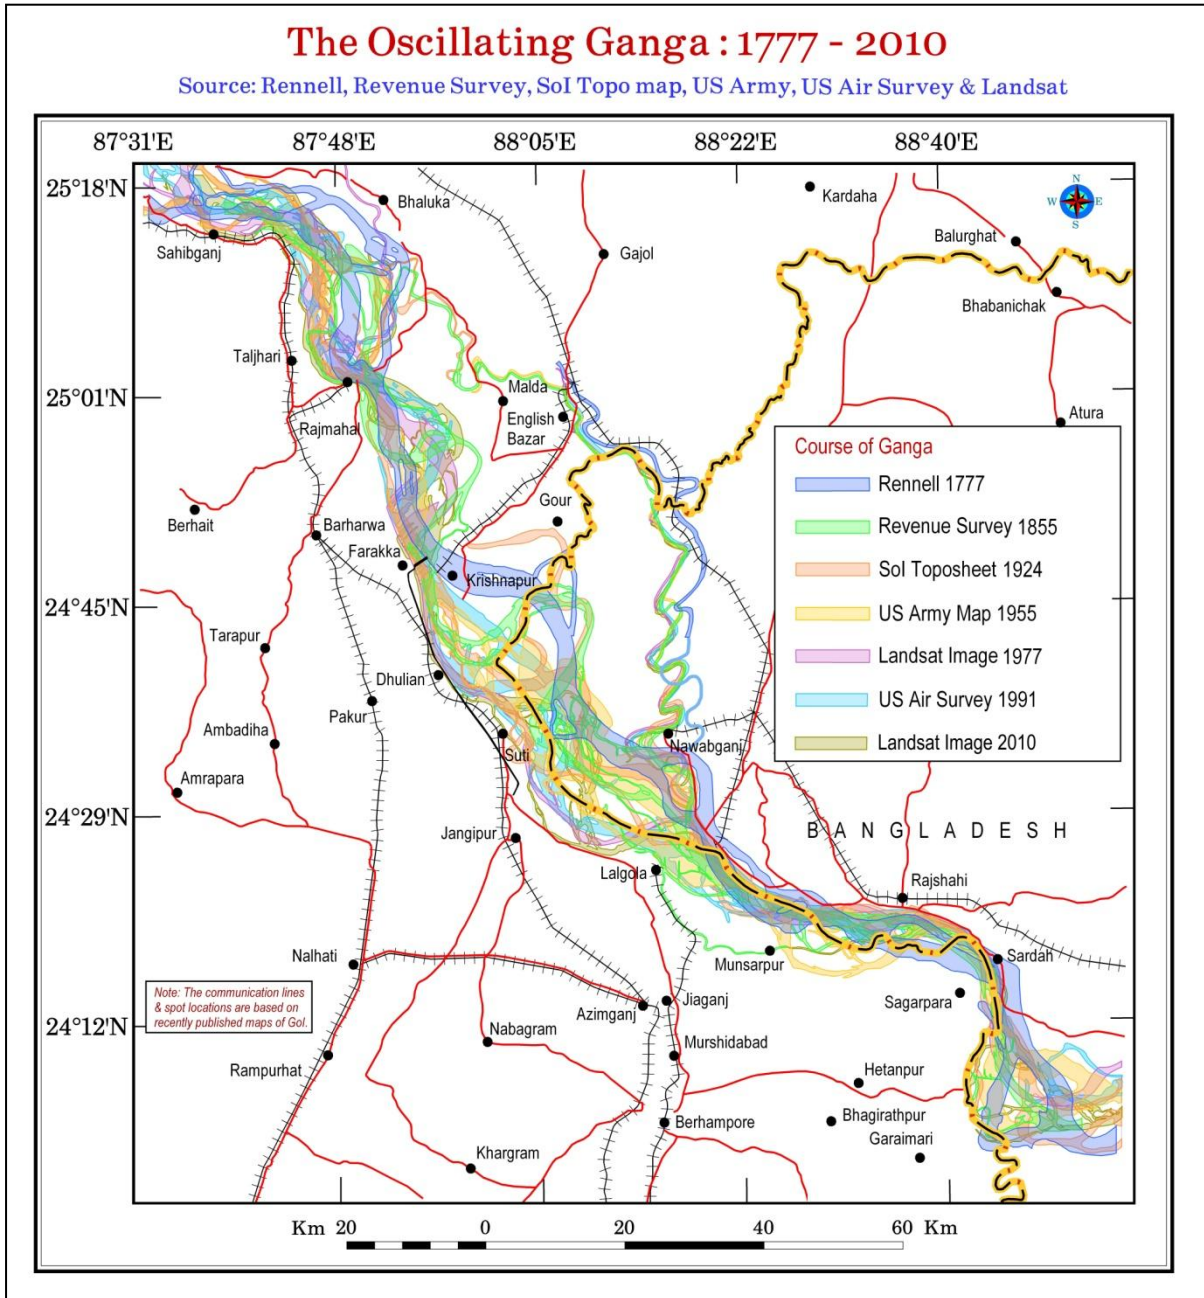 The Oscillating Ganga : 1777 - 2010
Source: Rennell, Revenue Survey, SoI Topo map, US Army, US Air Survey & Landsat
87°31'E 87°48'E 88°05'E 88°22'E 88°40'E
25°18'N
25°01'N
24°45'N
24°29'N
24°12'N
N
W E
S
Bhaluka
Kardaha
Sahibganj
Gajol
Balurghat
Bhabanichak
Taljhari
Malda
Rajmahal
English
Bazar
Atura
Berhait
Gour
Barharwa
Farakka
Krishnapur
Tarapur
Dhulian
Pakur
Ambadiha
Suti
Nawabganj
Amrapara
Jangipur
BANGLADESH
Lalgola
Rajshahi
Nalhati
Munsarpur
Sardah
Sagarpara
Azimganj
Jiaganj
Nabagram
Murshidabad
Rampurhat
Hetanpur
Berhampore
Bhagirathpur
Garaimari
Khargram
Course of Ganga
Rennell 1777
Revenue Survey 1855
SoI Toposheet 1924
US Army Map 1955
Landsat Image 1977
US Air Survey 1991
Landsat Image 2010
Note: The communication lines
& spot locations are based on
recently published maps of GoI.
Km 20 0 20 40 60 Km